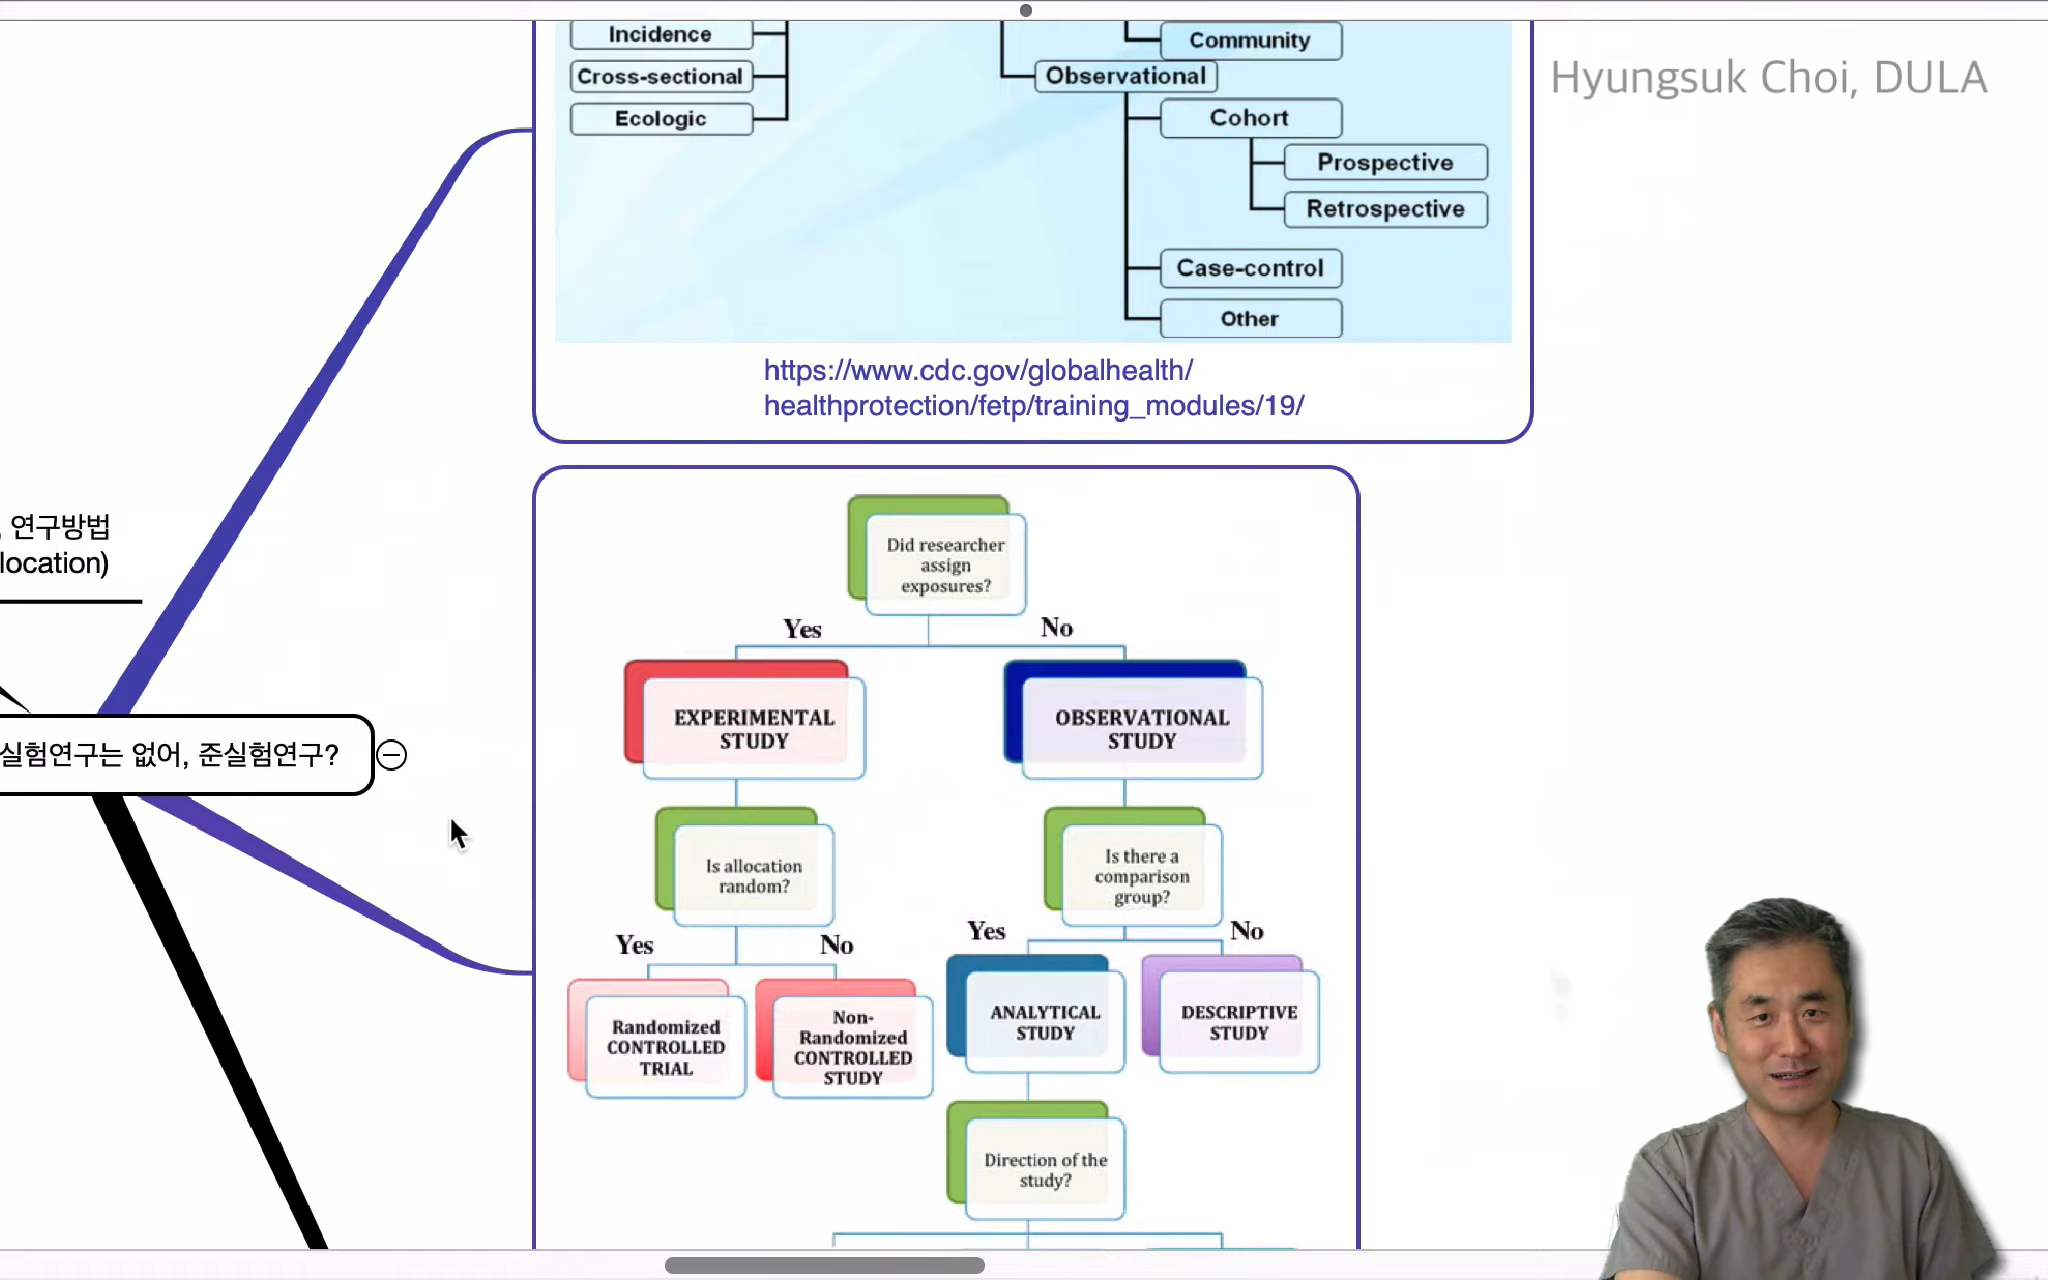 Incidence
Cross-sectional
Ecologic
Community
Observational
Cohort
Prospective
Retrospective
Case-control
Other
https://www.cdc.gov/globalhealth/
healthprotection/fetp/training_modules/19/
Hyungsuk Choi, DULA
, 연구방법
location)
실험연구는 없어, 준실험연구?
Did researcher
assign
exposures?
Yes
No
EXPERIMENTAL
STUDY
OBSERVATIONAL
STUDY
Is allocation
random?
Is there a
comparison
group?
Yes
No
Yes
No
Randomized
CONTROLLED
TRIAL
Non-
Randomized
CONTROLLED
STUDY
ANALYTICAL
STUDY
DESCRIPTIVE
STUDY
Direction of the
study?